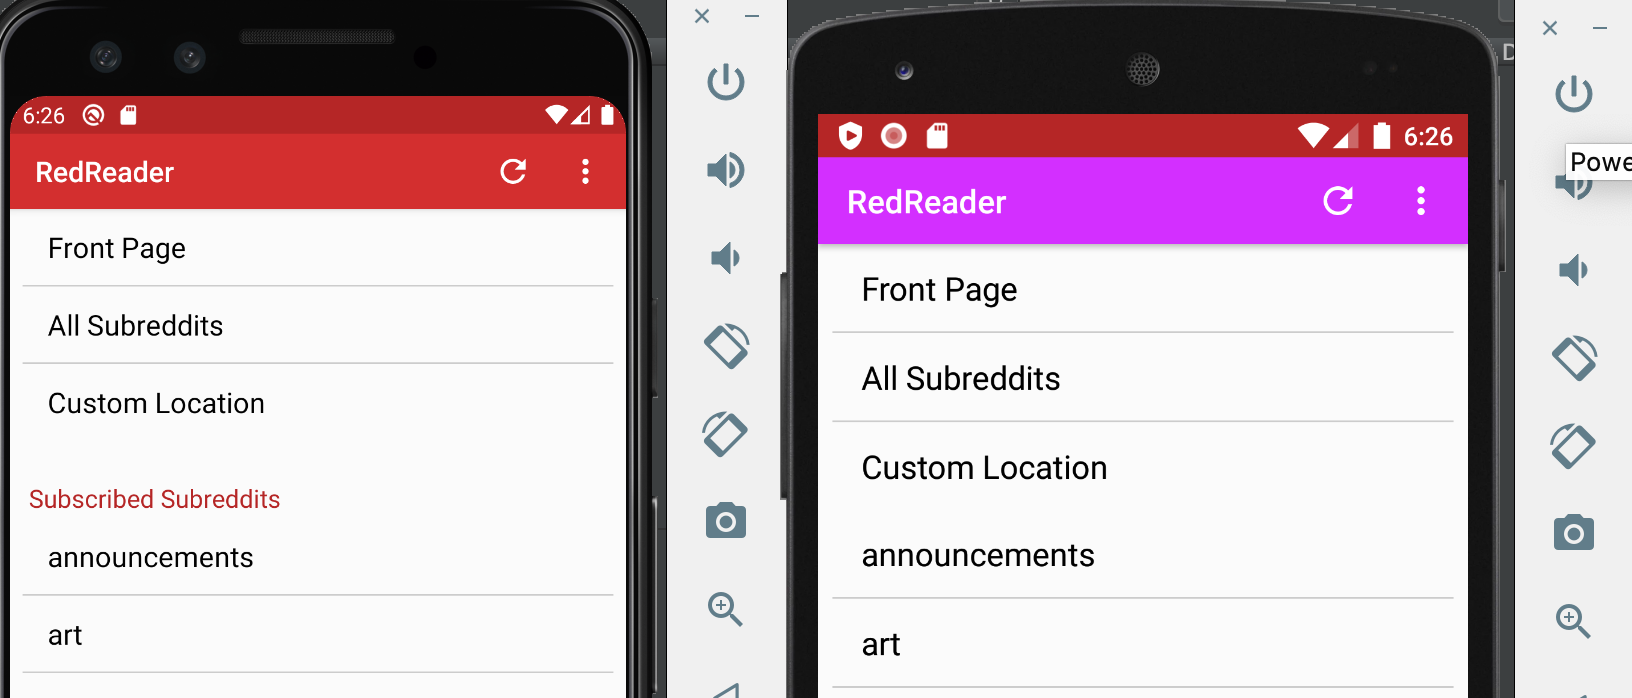 6:26
RedReader
Front Page
All Subreddits
Custom Location
Subscribed Subreddits
announcements
art
6:26
RedReader
Front Page
All Subreddits
Custom Location
announcements
art
D
Powe